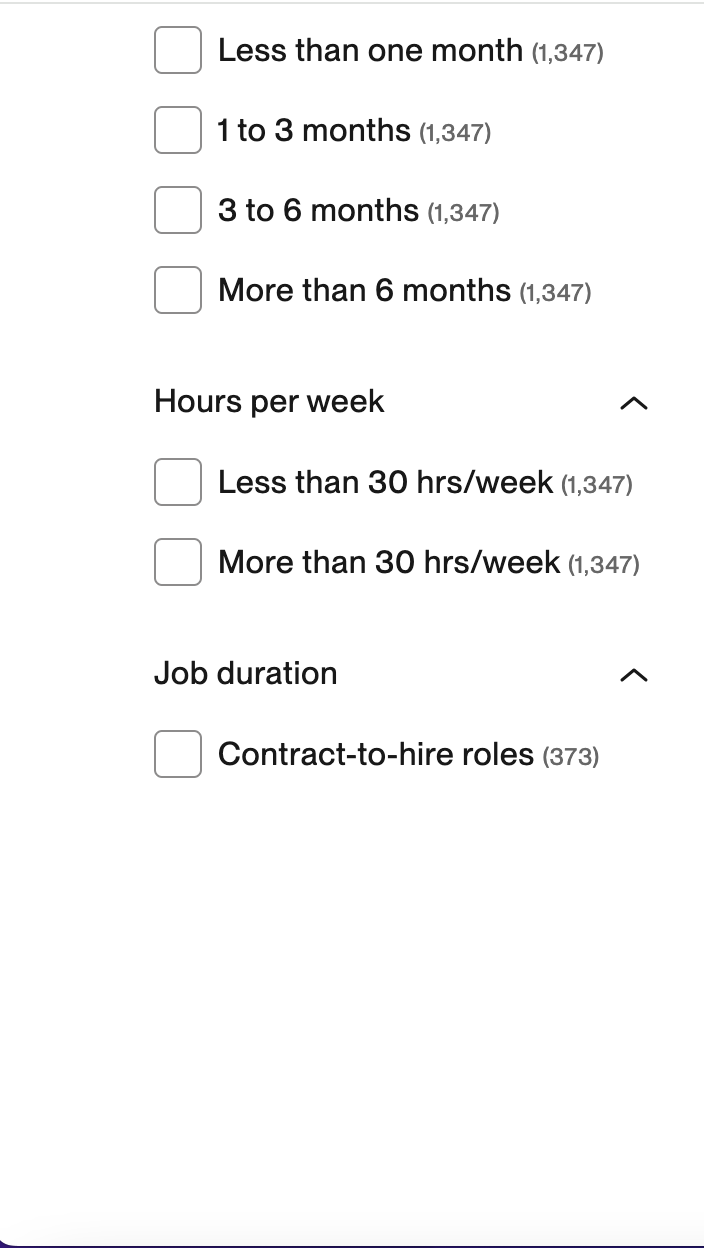 Less than one month (1,347)
1 to 3 months (1,347)
3 to 6 months (1,347)
More than 6 months (1,347)
Hours per week
Less than 30 hrs/week (1,347)
More than 30 hrs/week (1,347)
Job duration
Contract-to-hire roles (373)